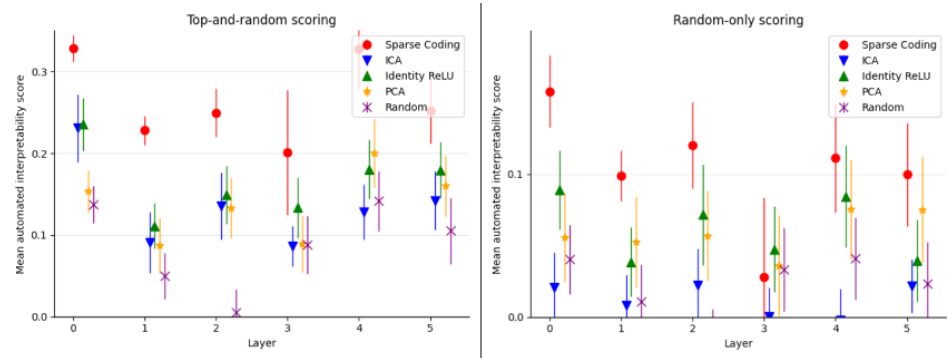 Top-and-random scoring
Mean automated interpretability score
0.3
0.2
0.1
0.0
Sparse Coding
ICA
Identity ReLU
PCA
Random
0 1 2 3 4 5
Layer
Random-only scoring
Mean automated interpretability score
0.1
0.0
Sparse Coding
ICA
Identity ReLU
PCA
Random
0 1 2 3 4 5
Layer